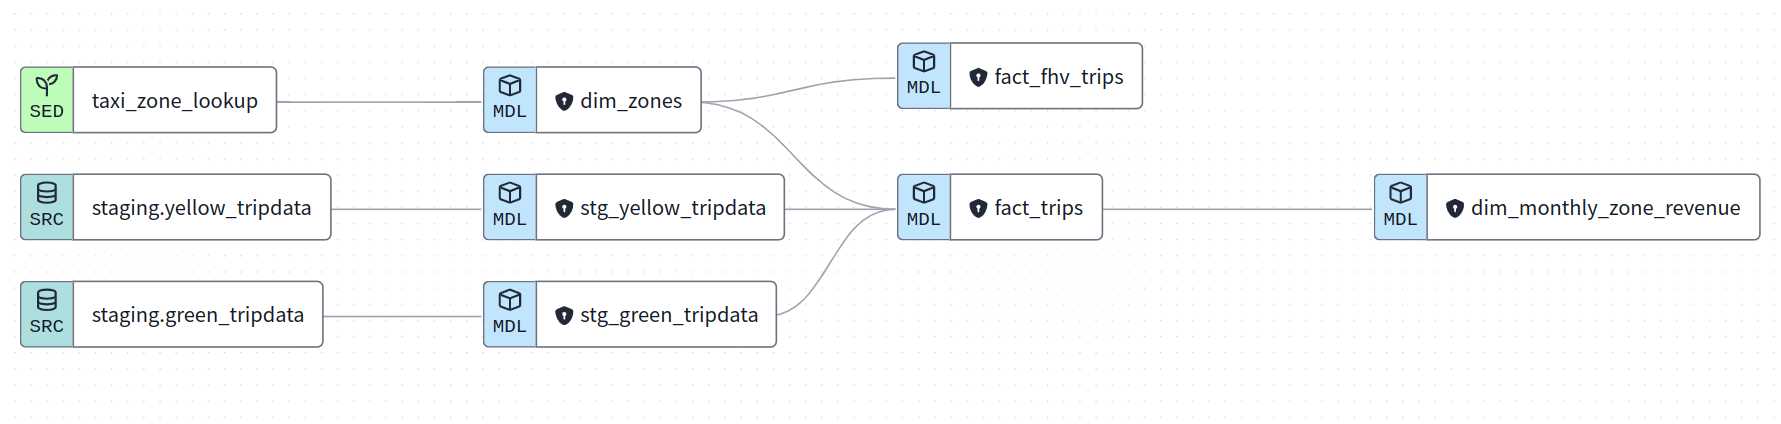 SED taxi_zone_lookup
MDL dim_zones
MDL fact_fhv_trips
SRC staging.yellow_tripdata
MDL stg_yellow_tripdata
MDL fact_trips
MDL dim_monthly_zone_revenue
SRC staging.green_tripdata
MDL stg_green_tripdata